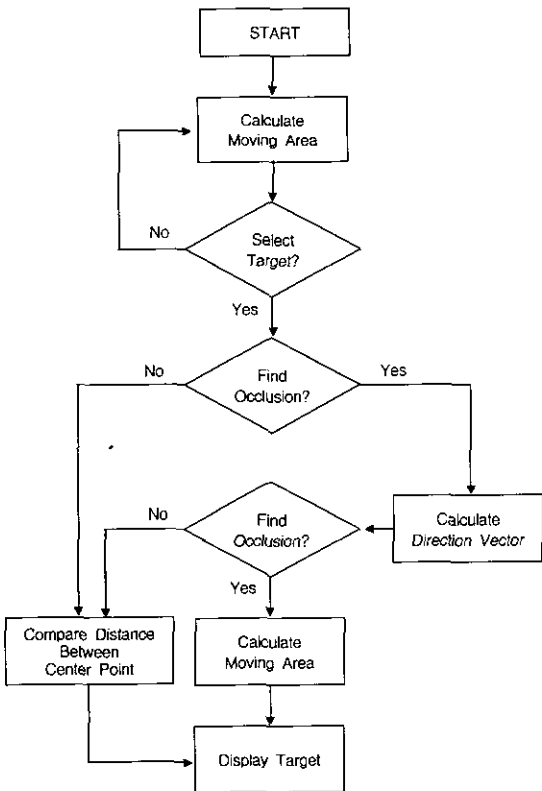 START
Calculate
Moving Area
No
Select
Target?
Yes
No
Find
Occlusion?
Yes
No
Find
Occlusion?
Calculate
Direction Vector
Yes
Compare Distance
Between
Center Point
Calculate
Moving Area
Display Target